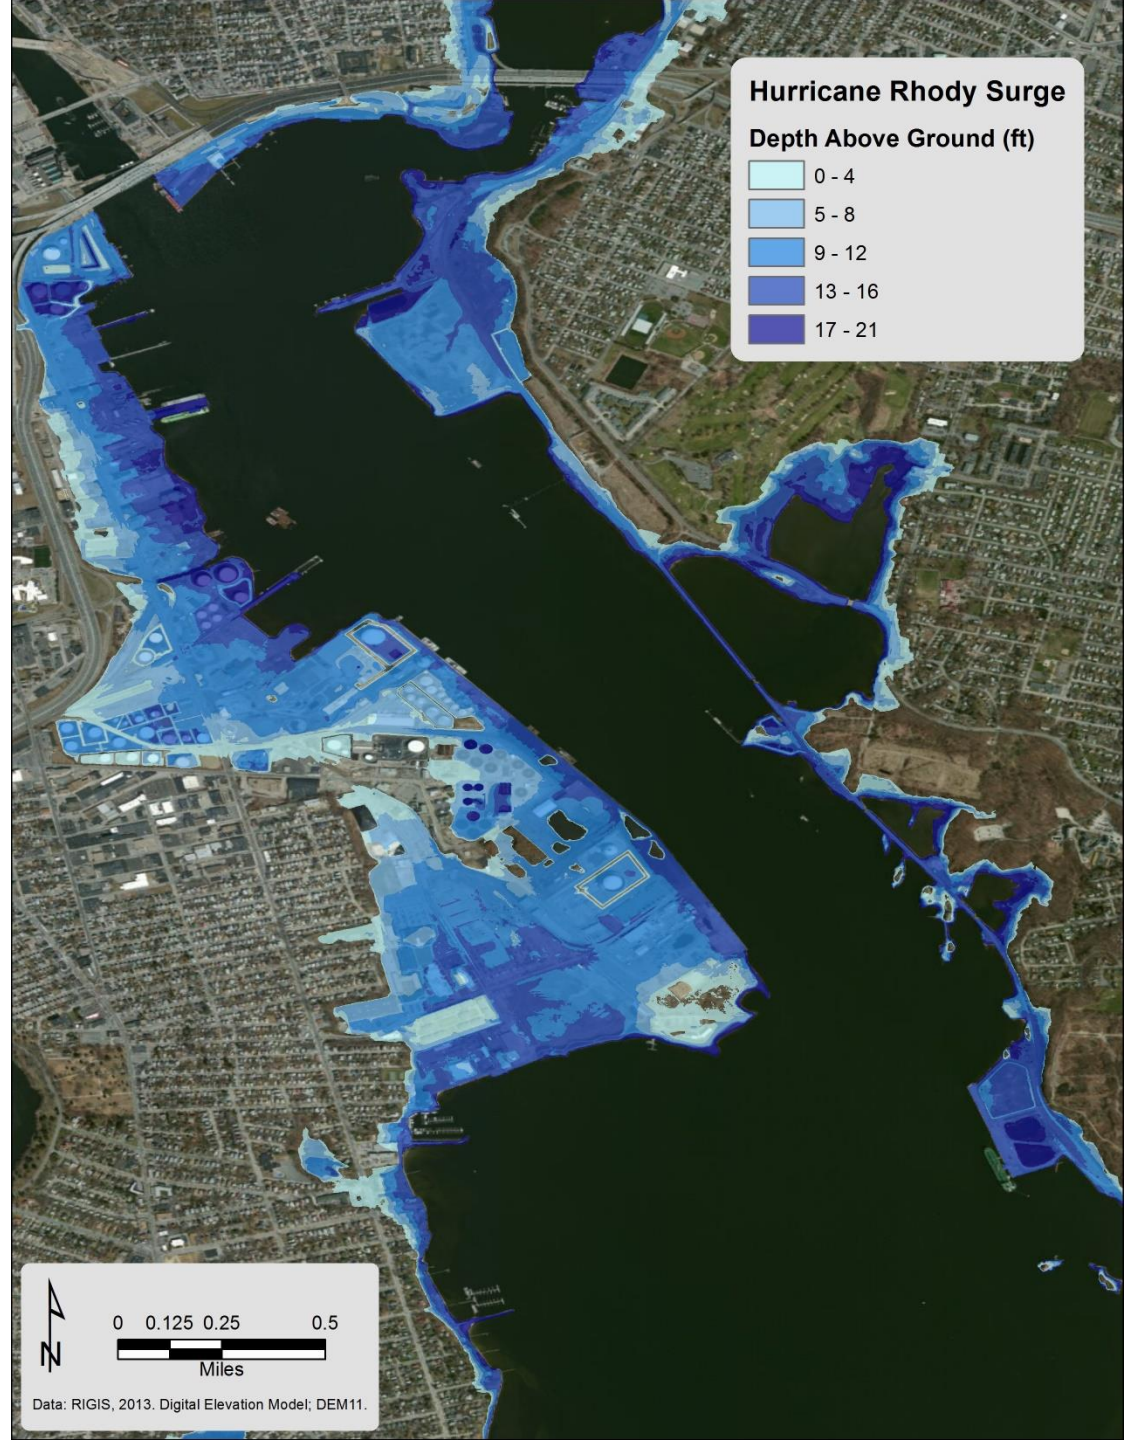 Hurricane Rhody Surge
Depth Above Ground (ft)
0 - 4
5 - 8
9 - 12
13 - 16
17 - 21
N
0 0.125 0.25 0.5
Miles
Data: RIGIS, 2013. Digital Elevation Model; DEM11.